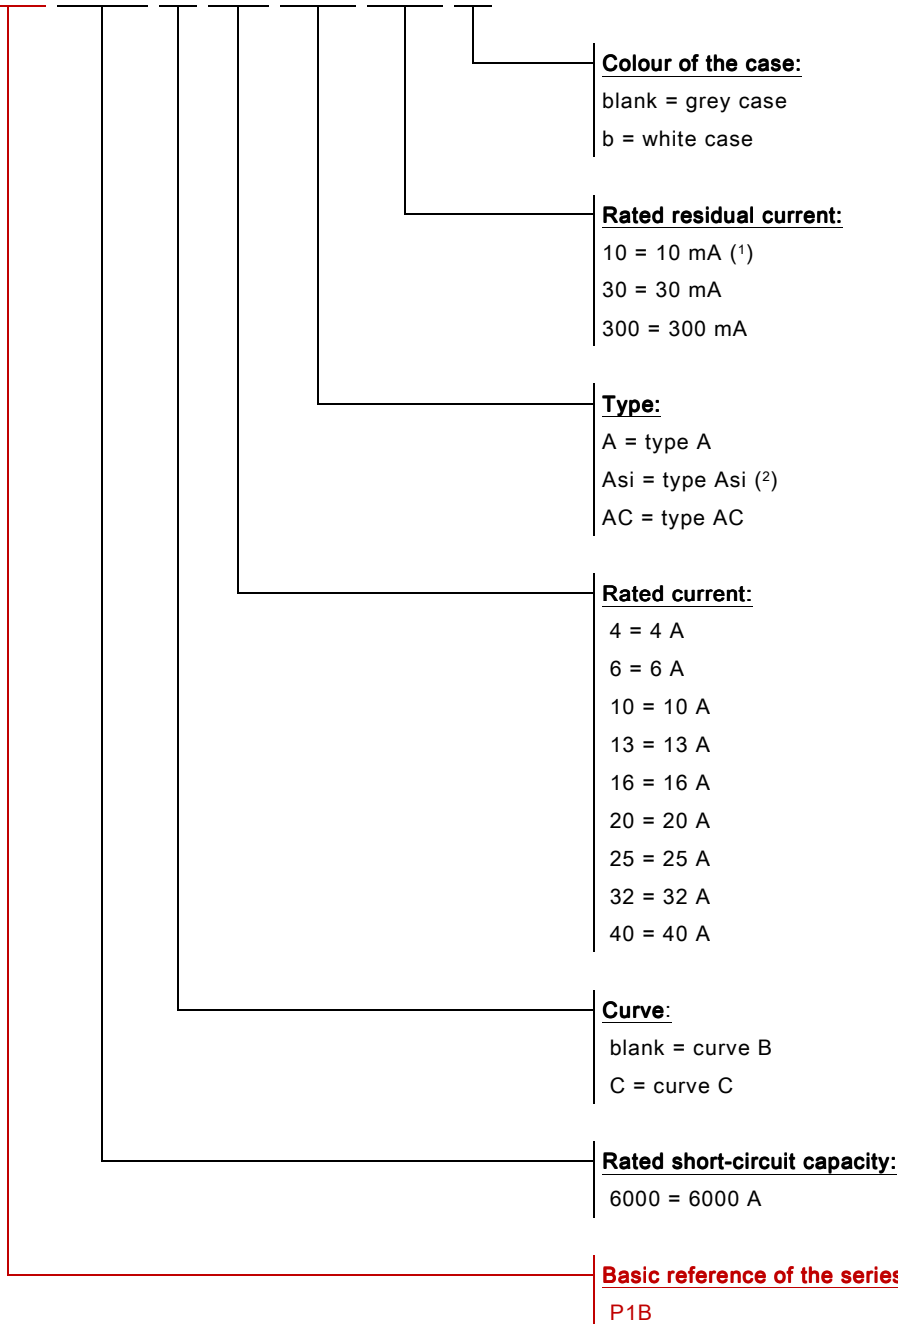 Colour of the case:
blank = grey case
b = white case
Rated residual current:
10 = 10 mA (¹)
30 = 30 mA
300 = 300 mA
Type:
A = type A
Asi = type Asi (²)
AC = type AC
Rated current:
4 = 4 A
6 = 6 A
10 = 10 A
13 = 13 A
16 = 16 A
20 = 20 A
25 = 25 A
32 = 32 A
40 = 40 A
Curve:
blank = curve B
C = curve C
Rated short-circuit capacity:
6000 = 6000 A
Basic reference of the series
P1B